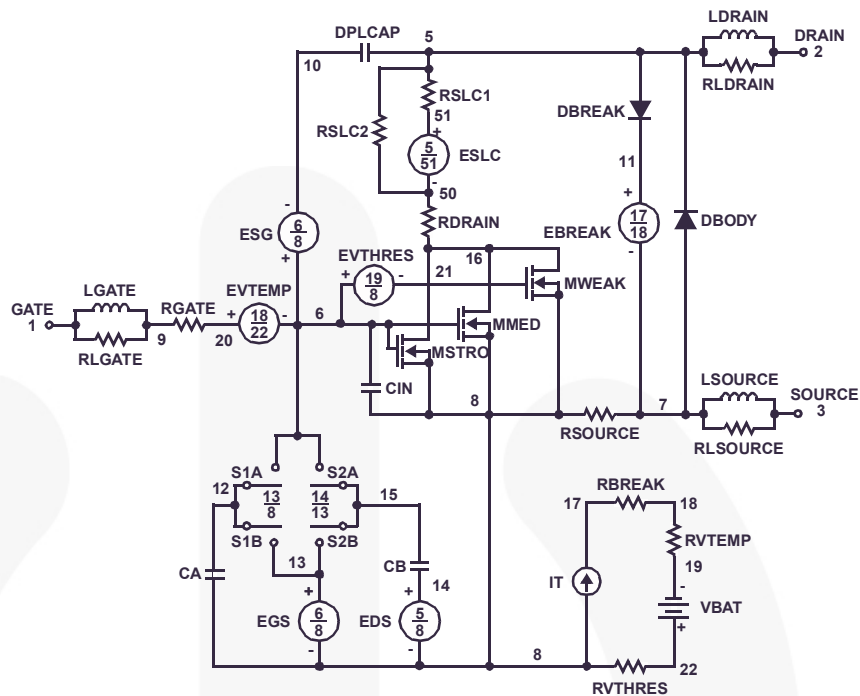 LDRAIN
DPLCAP
5
DRAIN
2
10
RLDRAIN
RSLC1
DBREAK
51
RSLC2
+
5
51
ESLC
-
11
50
-
+
6
8
ESG
RDRAIN
17
18
EBREAK
DBODY
+
EVTHRES
16
-
+
19
8
-
21
MWEAK
LGATE
EVTEMP
GATE
1
RGATE
+
18
22
-
6
MMED
9
20
RLGATE
MSTRO
LSOURCE
CIN
8
7
SOURCE
3
RSOURCE
RLSOURCE
S1A
S2A
12
13
8
14
13
15
RBREAK
17
18
S1B
S2B
RVTEMP
13
CB
CA
19
IT
-
14
+
+
VBAT
EGS
6
8
EDS
5
8
+
-
-
8
22
RVTHRES